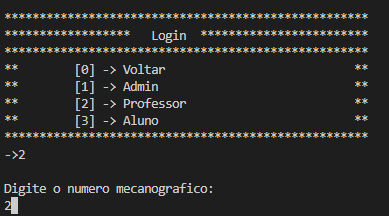 ****************************************************
****************** Login ************************
****************************************************
** [0] -> Voltar **
** [1] -> Admin **
** [2] -> Professor **
** [3] -> Aluno **
****************************************************
->2
Digite o numero mecanografico:
2